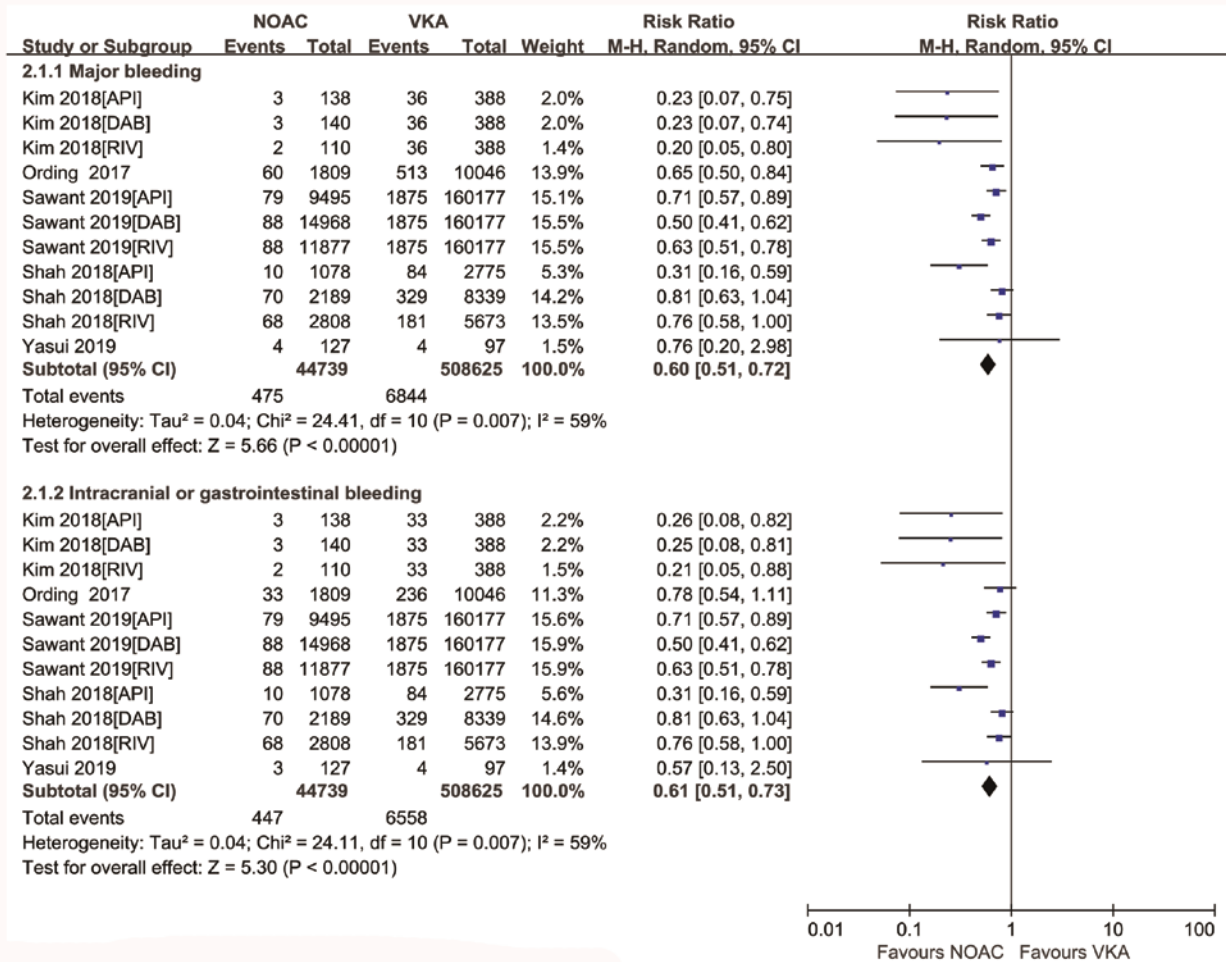 NOAC VKA Risk Ratio Risk Ratio
Study or Subgroup Events Total Events Total Weight M-H, Random, 95% CI M-H, Random, 95% CI
2.1.1 Major bleeding
Kim 2018[API] 3 138 36 388 2.0% 0.23 [0.07, 0.75]
Kim 2018[DAB] 3 140 36 388 2.0% 0.23 [0.07, 0.74]
Kim 2018[RIV] 2 110 36 388 1.4% 0.20 [0.05, 0.80]
Ording 2017 60 1809 513 10046 13.9% 0.65 [0.50, 0.84]
Sawant 2019[API] 79 9495 1875 160177 15.1% 0.71 [0.57, 0.89]
Sawant 2019[DAB] 88 14968 1875 160177 15.5% 0.50 [0.41, 0.62]
Sawant 2019[RIV] 88 11877 1875 160177 15.5% 0.63 [0.51, 0.78]
Shah 2018[API] 10 1078 84 2775 5.3% 0.31 [0.16, 0.59]
Shah 2018[DAB] 70 2189 329 8339 14.2% 0.81 [0.63, 1.04]
Shah 2018[RIV] 68 2808 181 5673 13.5% 0.76 [0.58, 1.00]
Yasui 2019 4 127 4 97 1.5% 0.76 [0.20, 2.98]
Subtotal (95% CI) 44739 508625 100.0% 0.60 [0.51, 0.72]
Total events 475 6844
Heterogeneity: Tau² = 0.04; Chi² = 24.41, df = 10 (P = 0.007); I² = 59%
Test for overall effect: Z = 5.66 (P < 0.00001)
2.1.2 Intracranial or gastrointestinal bleeding
Kim 2018[API] 3 138 33 388 2.2% 0.26 [0.08, 0.82]
Kim 2018[DAB] 3 140 33 388 2.2% 0.25 [0.08, 0.81]
Kim 2018[RIV] 2 110 33 388 1.5% 0.21 [0.05, 0.88]
Ording 2017 33 1809 236 10046 11.3% 0.78 [0.54, 1.11]
Sawant 2019[API] 79 9495 1875 160177 15.6% 0.71 [0.57, 0.89]
Sawant 2019[DAB] 88 14968 1875 160177 15.9% 0.50 [0.41, 0.62]
Sawant 2019[RIV] 88 11877 1875 160177 15.9% 0.63 [0.51, 0.78]
Shah 2018[API] 10 1078 84 2775 5.6% 0.31 [0.16, 0.59]
Shah 2018[DAB] 70 2189 329 8339 14.6% 0.81 [0.63, 1.04]
Shah 2018[RIV] 68 2808 181 5673 13.9% 0.76 [0.58, 1.00]
Yasui 2019 3 127 4 97 1.4% 0.57 [0.13, 2.50]
Subtotal (95% CI) 44739 508625 100.0% 0.61 [0.51, 0.73]
Total events 447 6558
Heterogeneity: Tau² = 0.04; Chi² = 24.11, df = 10 (P = 0.007); I² = 59%
Test for overall effect: Z = 5.30 (P < 0.00001)
0.01 0.1 1 10 100
Favours NOAC Favours VKA